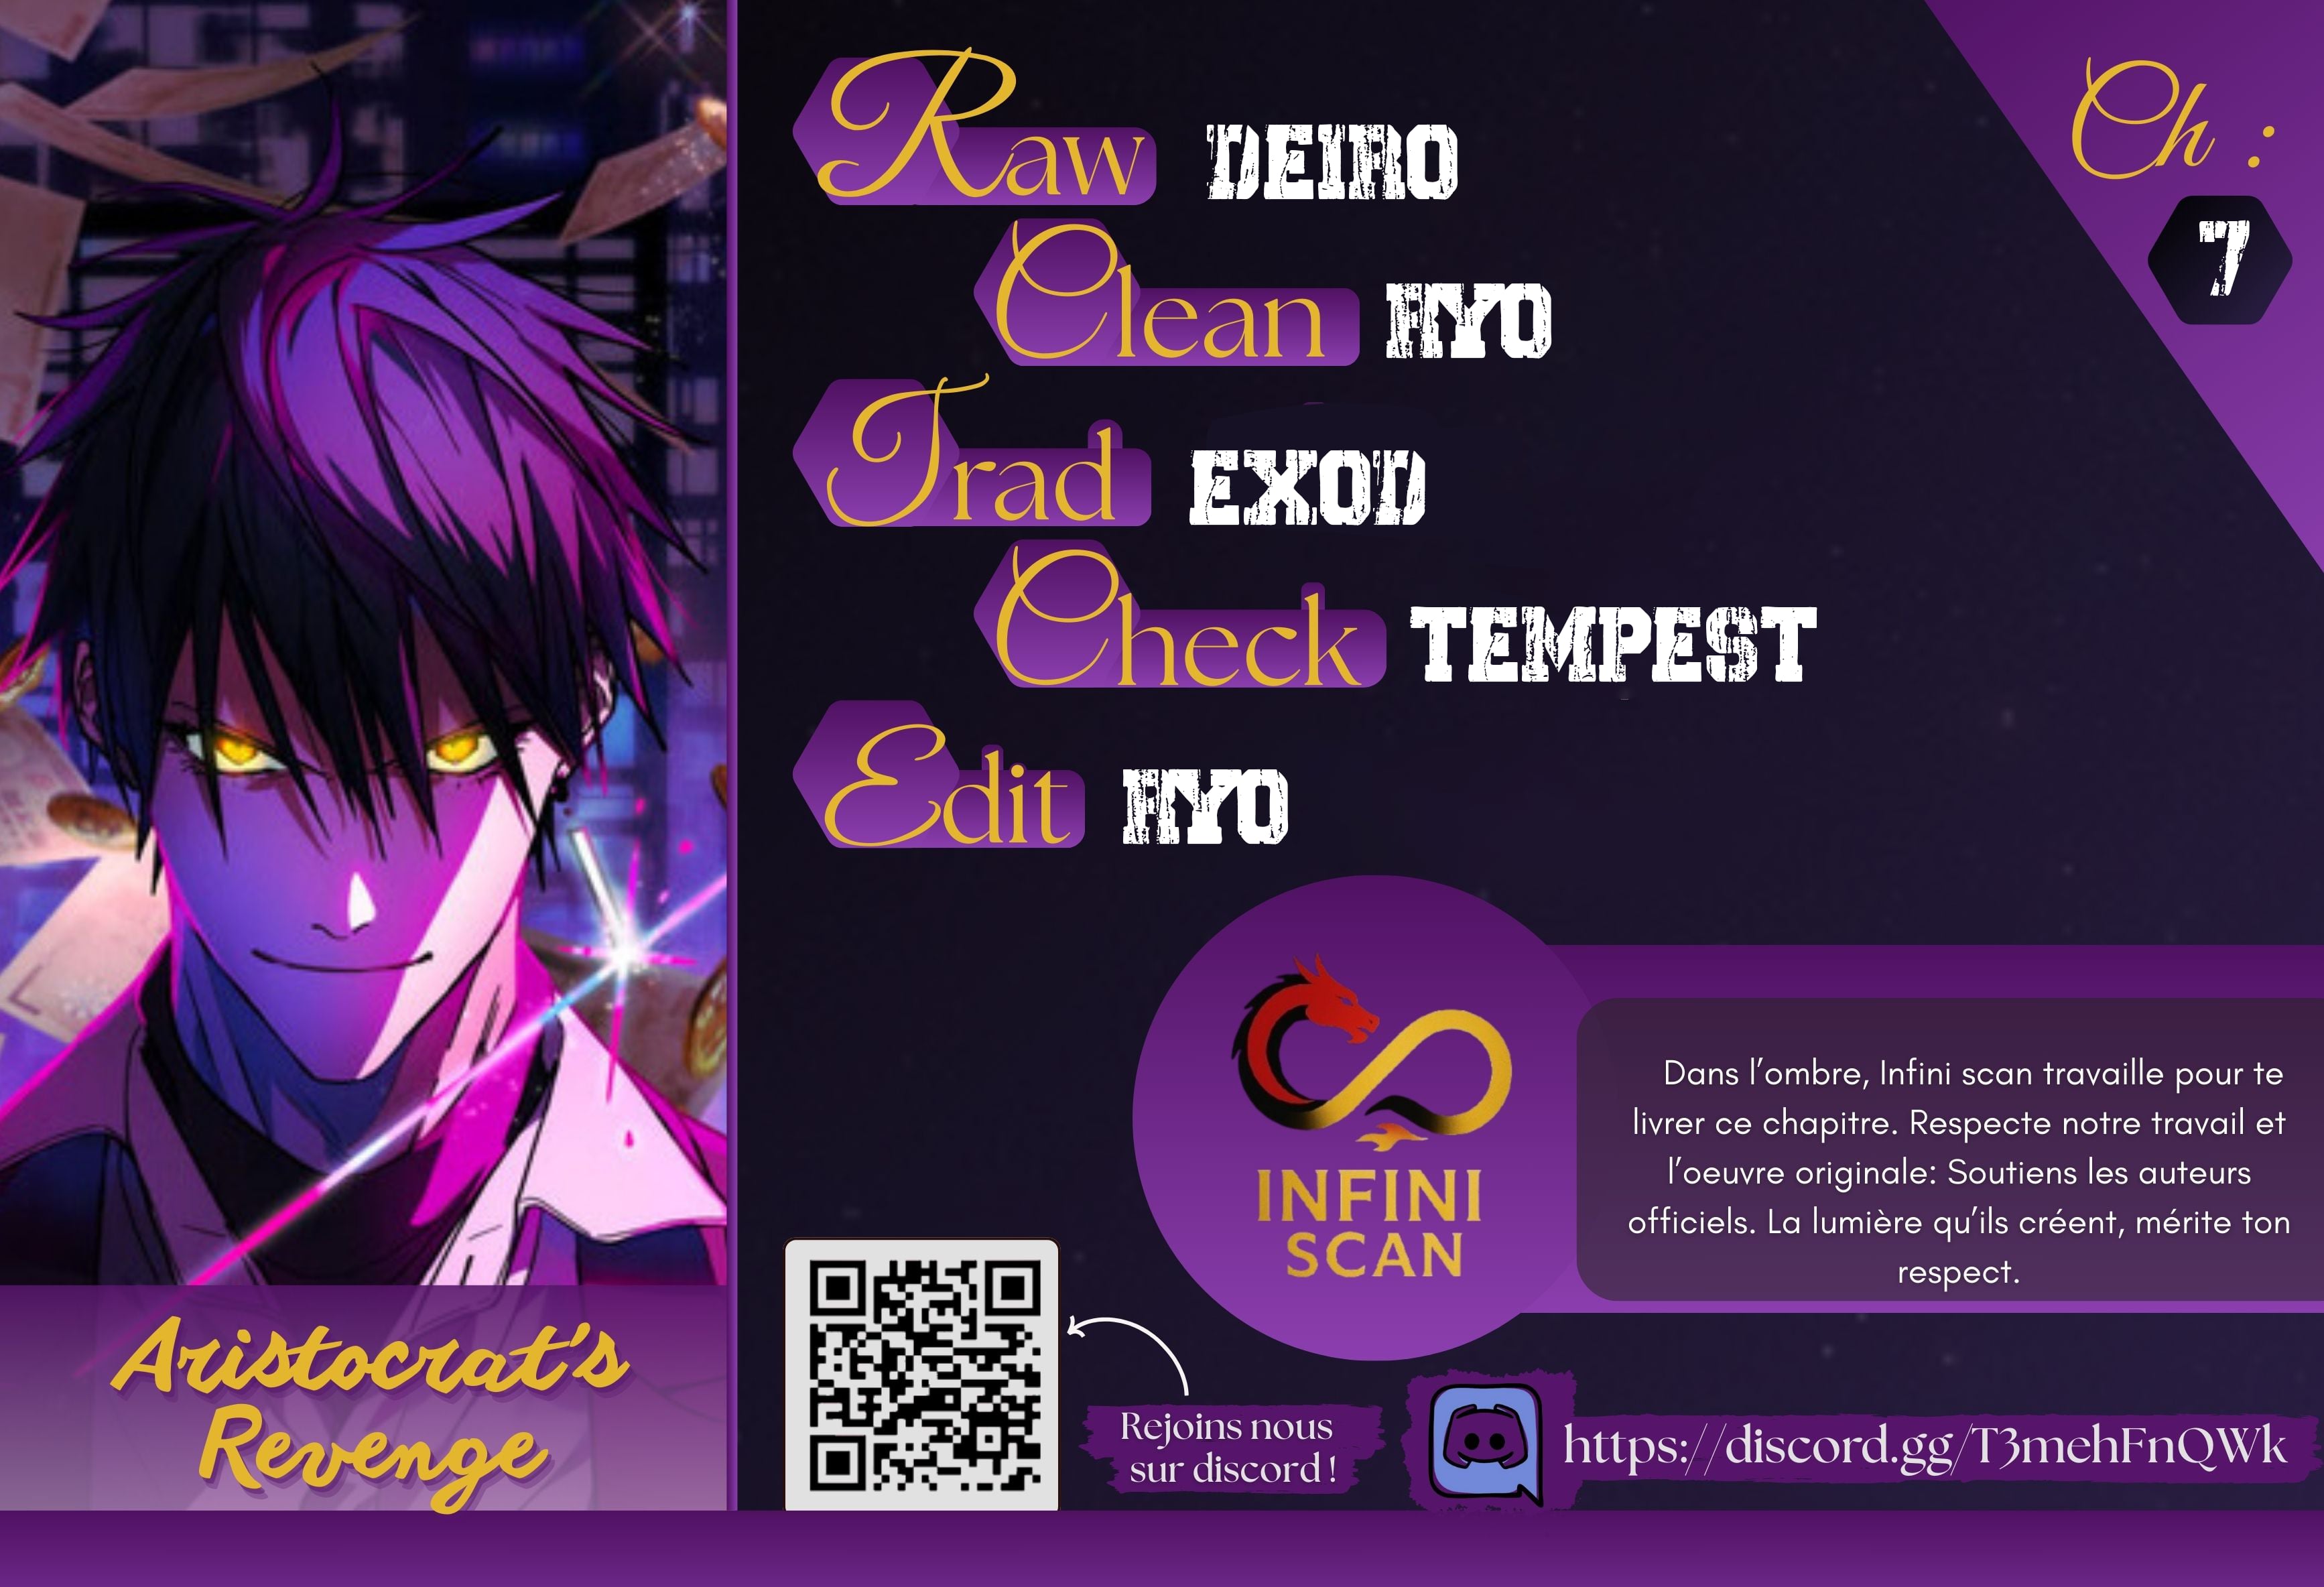 Raw DEIRO
Ch :
7
Clean RYO
Trad EXOD
Check TEMPEST
Edit RYO
INFINI
SCAN
Dans l'ombre, Infini scan travaille pour te
livrer ce chapitre. Respecte notre travail et
l'oeuvre originale: Soutiens les auteurs
officiels. La lumière qu'ils créent, mérite ton
respect.
Aristocrat's
Revenge
Rejoins nous
sur discord !
https://discord.gg/T3mehFnQWk